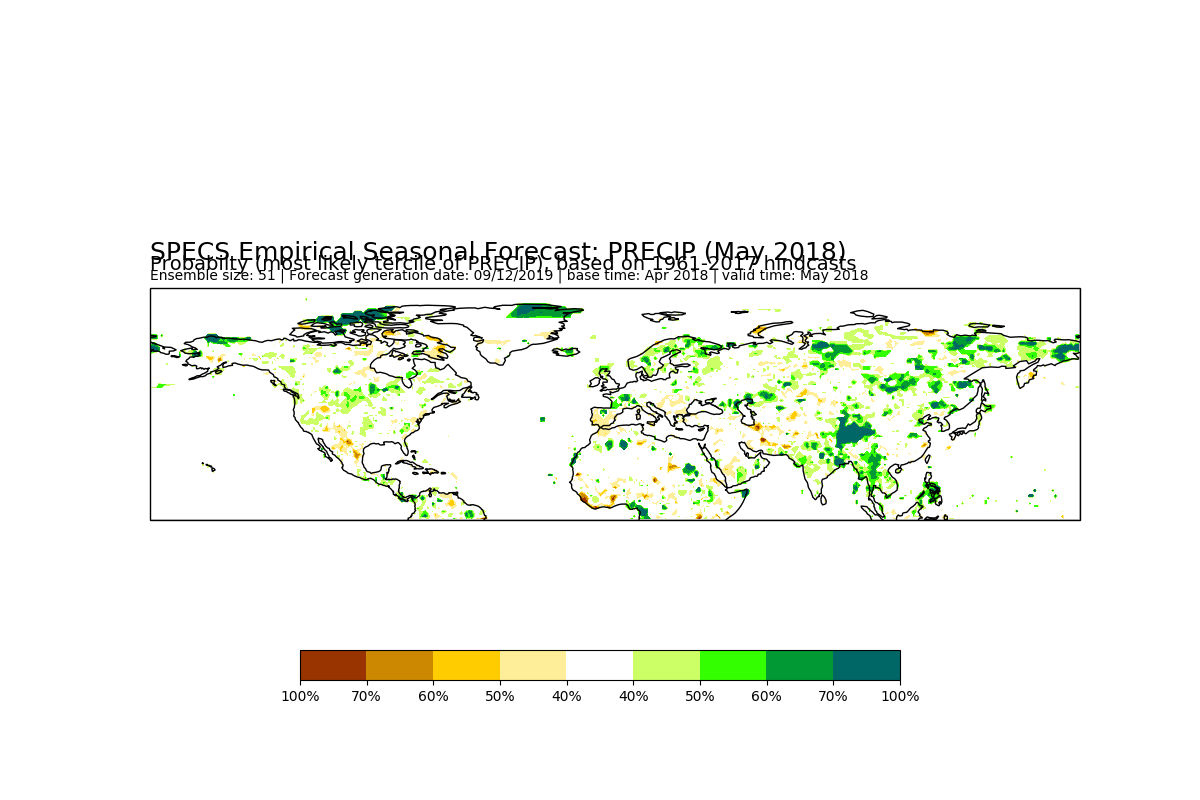 SPECS Empirical Seasonal Forecast: PRECIP (May 2018)
Probabilty (most likely tercile of PRECIP), based on 1961-2017 hindcasts
Ensemble size: 51 | Forecast generation date: 09/12/2019 | base time: Apr 2018 | valid time: May 2018
100% 70% 60% 50% 40% 40% 50% 60% 70% 100%